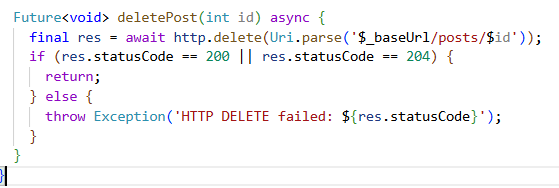 Future<void> deletePost(int id) async {
  final res = await http.delete(Uri.parse('$_baseUrl/posts/$id'));
  if (res.statusCode == 200 || res.statusCode == 204) {
    return;
  } else {
    throw Exception('HTTP DELETE failed: ${res.statusCode}');
  }
}
}